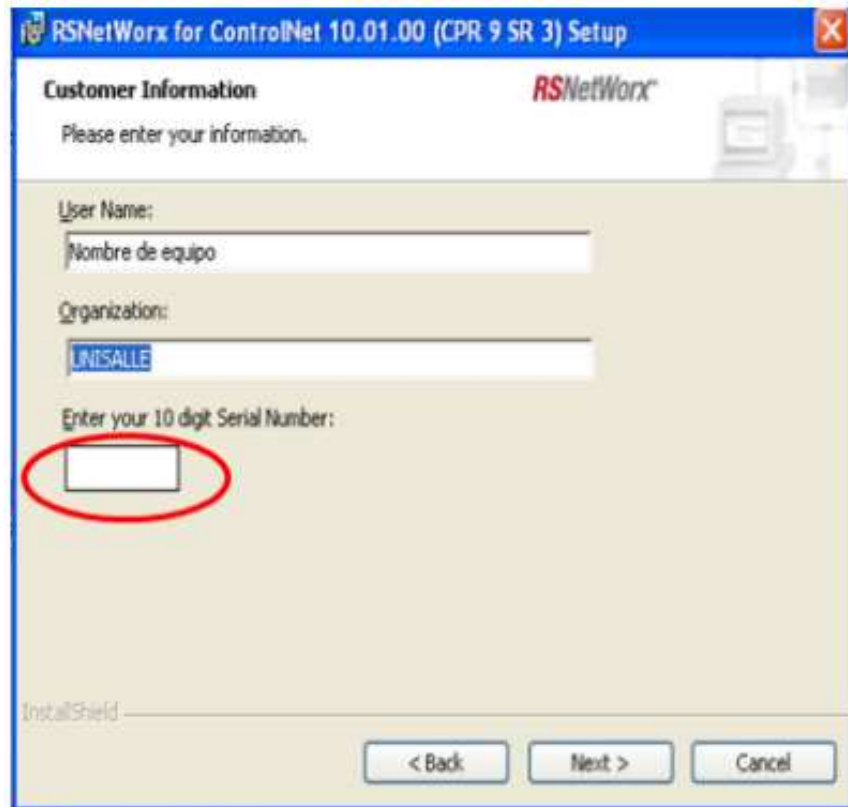 RSNetWorx for ControlNet 10.01.00 (CPR 9 SR 3) Setup
Customer Information
RSNetWorx™
Please enter your information.
User Name:
Nombre de equipo
Organization:
UNISALLE
Enter your 10 digit Serial Number:
InstallShield
< Back Next > Cancel